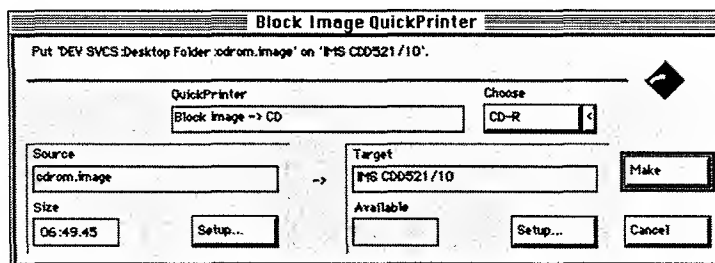 Block Image QuickPrinter
Put 'DEV SVCS:Desktop Folder:cdrom.image' on 'IMS CDD521/10'.
QuickPrinter
Choose
Block image -> CD
CD-R
<
Source
->
Target
cdrom.image
IMS CDD521/10
Make
Size
Available
06:49.45
Setup...
Setup...
Cancel